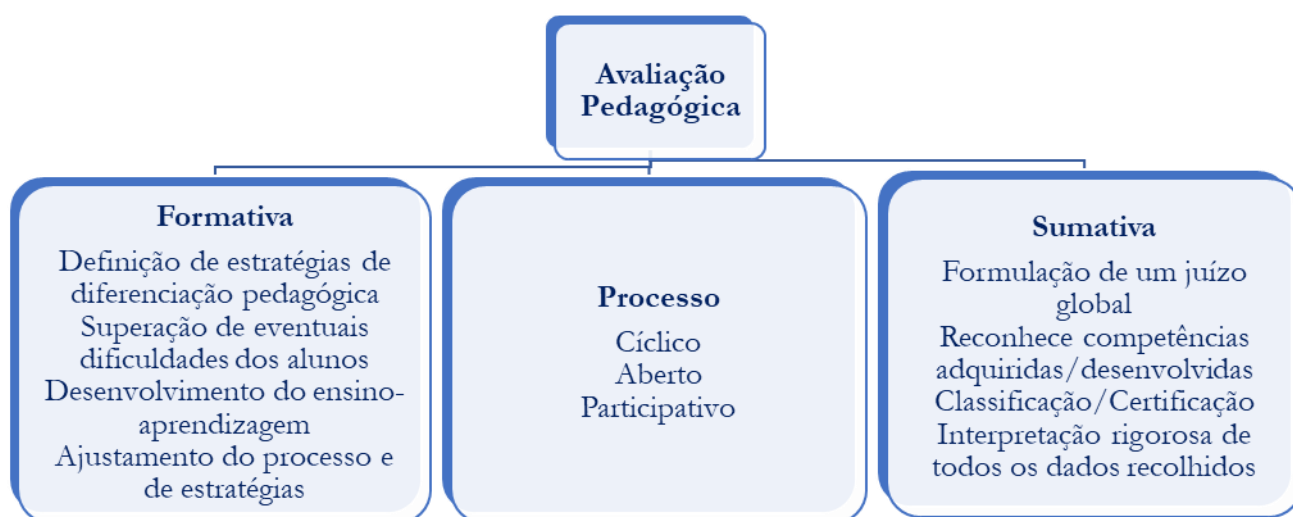 Avaliação
Pedagógica
Formativa
Definição de estratégias de
diferenciação pedagógica
Superação de eventuais
dificuldades dos alunos
Desenvolvimento do ensino-
aprendizagem
Ajustamento do processo e
de estratégias
Processo
Cíclico
Aberto
Participativo
Sumativa
Formulação de um juízo
global
Reconhece competências
adquiridas/desenvolvidas
Classificação/Certificação
Interpretação rigorosa de
todos os dados recolhidos